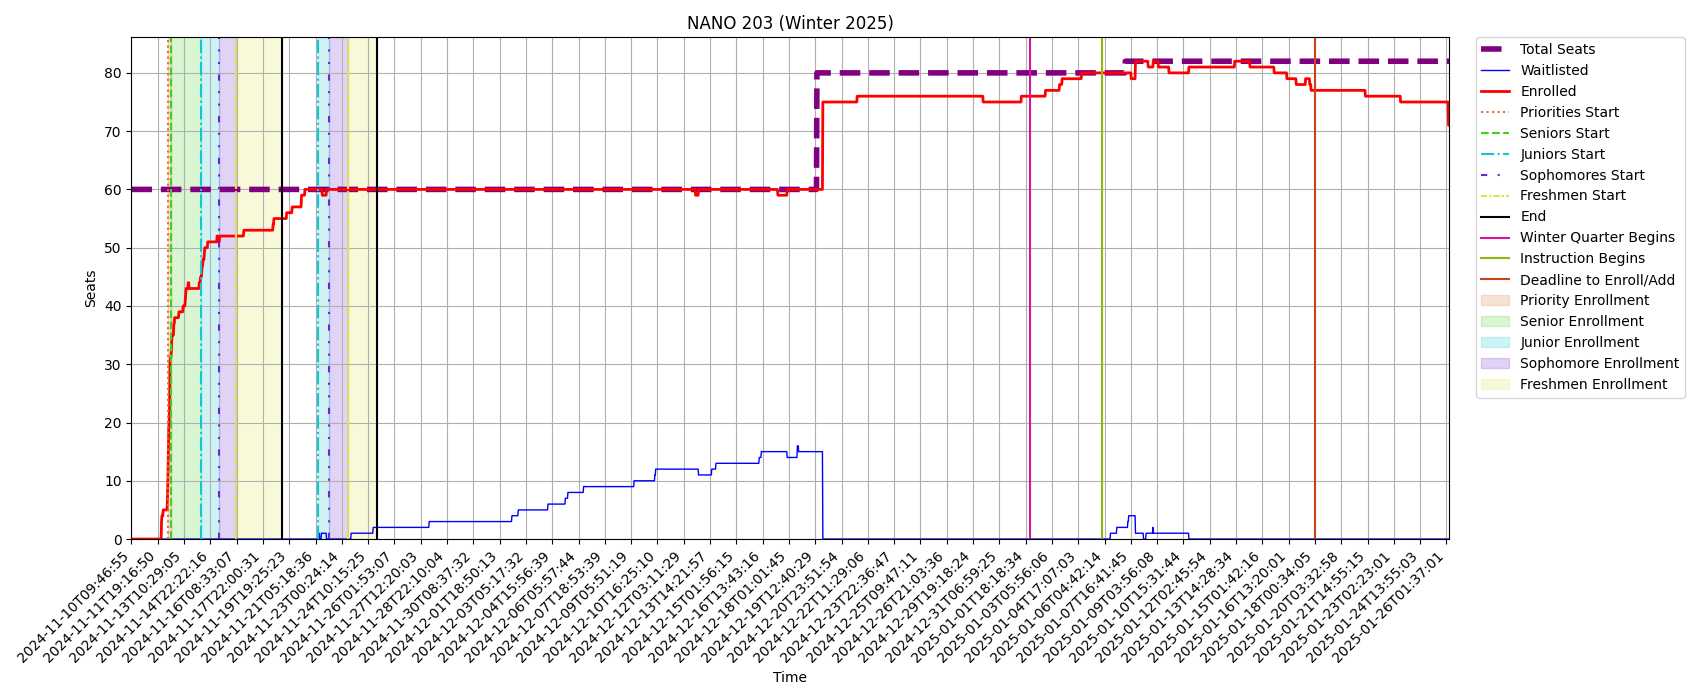 NANO 203 (Winter 2025)
Seats
80
70
60
50
40
30
20
10
0
2024-11-10T09:46:55
2024-11-11T19:16:50
2024-11-13T10:29:05
2024-11-14T22:22:16
2024-11-16T08:33:07
2024-11-17T22:00:31
2024-11-19T19:25:23
2024-11-21T05:18:36
2024-11-23T00:24:14
2024-11-24T10:15:25
2024-11-26T01:53:07
2024-11-27T12:20:03
2024-11-28T22:10:04
2024-11-30T08:37:32
2024-12-01T18:50:13
2024-12-03T05:17:32
2024-12-04T15:56:39
2024-12-06T05:57:44
2024-12-07T18:53:39
2024-12-09T05:51:19
2024-12-10T16:25:10
2024-12-12T03:11:29
2024-12-13T14:21:57
2024-12-15T01:56:15
2024-12-16T13:43:16
2024-12-18T01:01:45
2024-12-19T12:40:29
2024-12-20T23:51:54
2024-12-22T11:29:06
2024-12-23T22:36:47
2024-12-25T09:47:11
2024-12-26T21:03:36
2024-12-29T19:18:24
2024-12-31T06:59:25
2025-01-01T18:18:34
2025-01-03T05:56:06
2025-01-04T17:07:03
2025-01-06T04:42:14
2025-01-07T16:41:45
2025-01-09T03:56:08
2025-01-10T15:31:44
2025-01-12T02:45:54
2025-01-13T14:28:34
2025-01-15T01:42:16
2025-01-16T13:20:01
2025-01-18T00:34:05
2025-01-20T03:32:58
2025-01-21T14:55:15
2025-01-23T02:23:01
2025-01-24T13:55:03
2025-01-26T01:37:01
Time
Total Seats
Waitlisted
Enrolled
Priorities Start
Seniors Start
Juniors Start
Sophomores Start
Freshmen Start
End
Winter Quarter Begins
Instruction Begins
Deadline to Enroll/Add
Priority Enrollment
Senior Enrollment
Junior Enrollment
Sophomore Enrollment
Freshmen Enrollment